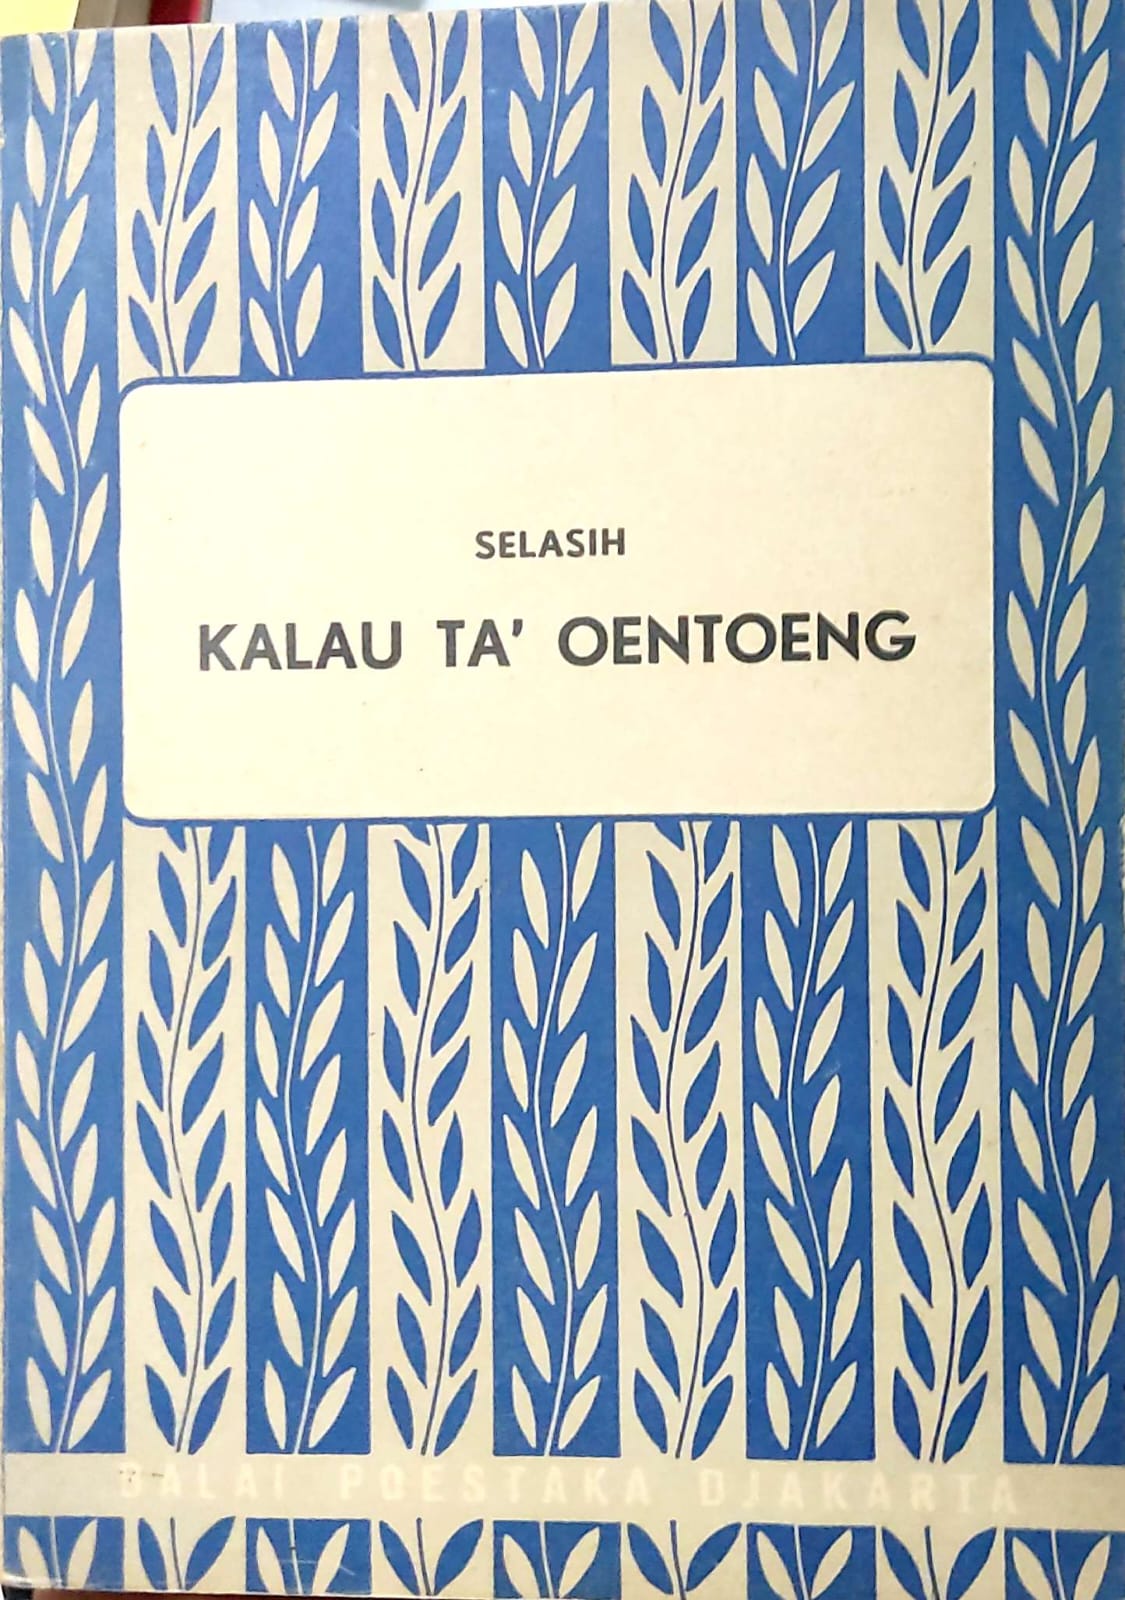 SELASIH
KALAU TA' OENTOENG
BALAI POESTAKA DJAKARTA